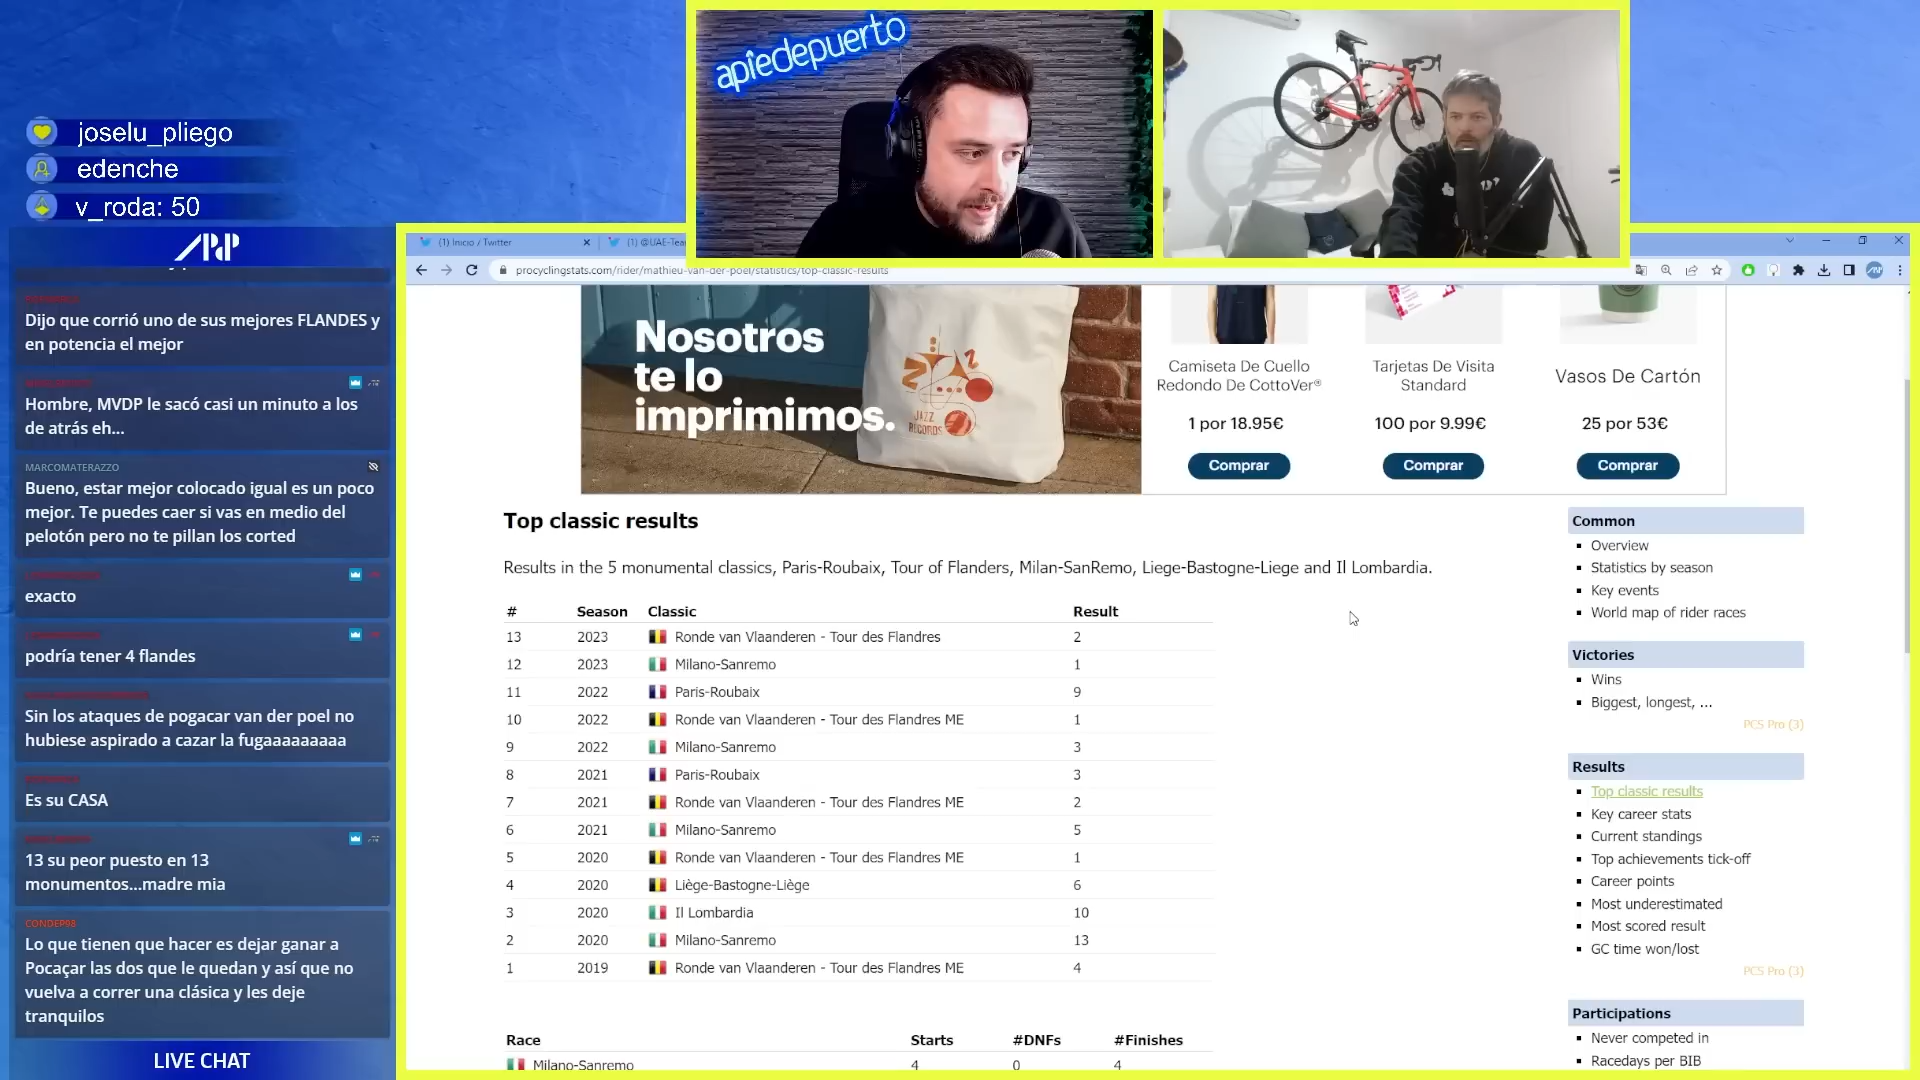 apiedepuerto
joselu_pliego
edenche
v_roda: 50
Dijo que corrió uno de sus mejores FLANDES y
en potencia el mejor
Hombre, MVDP le sacó casi un minuto a los
de atrás eh...
MARCOMATERAZZO
Bueno, estar mejor colocado igual es un poco
mejor. Te puedes caer si vas en medio del
pelotón pero no te pillan los corted
exacto
podría tener 4 flandes
Sin los ataques de pogacar van der poel no
hubiese aspirado a cazar la fugaaaaaaaaa
Es su CASA
13 su peor puesto en 13
monumentos...madre mia
CONDEP98
Lo que tienen que hacer es dejar ganar a
Pocaçar las dos que le quedan y así que no
vuelva a correr una clásica y les deje
tranquilos
LIVE CHAT
(1) Inicio / Twitter
(1) @UAE-Tea
procyclingstats.com/rider/mathieu-van-der-poel/statistics/top-classic-results
Nosotros
te lo
imprimimos.
JAZZ
RECORDS
Camiseta De Cuello
Redondo De CottoVer®
1 por 18.95€
Comprar
Tarjetas De Visita
Standard
100 por 9.99€
Comprar
Vasos De Cartón
25 por 53€
Comprar
Top classic results
Results in the 5 monumental classics, Paris-Roubaix, Tour of Flanders, Milan-SanRemo, Liege-Bastogne-Liege and Il Lombardia.
# Season Classic Result
13 2023 Ronde van Vlaanderen - Tour des Flandres 2
12 2023 Milano-Sanremo 1
11 2022 Paris-Roubaix 9
10 2022 Ronde van Vlaanderen - Tour des Flandres ME 1
9 2022 Milano-Sanremo 3
8 2021 Paris-Roubaix 3
7 2021 Ronde van Vlaanderen - Tour des Flandres ME 2
6 2021 Milano-Sanremo 5
5 2020 Ronde van Vlaanderen - Tour des Flandres ME 1
4 2020 Liège-Bastogne-Liège 6
3 2020 Il Lombardia 10
2 2020 Milano-Sanremo 13
1 2019 Ronde van Vlaanderen - Tour des Flandres ME 4
Race Starts #DNFs #Finishes
Milano-Sanremo 4 0 4
Common
Overview
Statistics by season
Key events
World map of rider races
Victories
Wins
Biggest, longest, ...
PCS Pro (3)
Results
Top classic results
Key career stats
Current standings
Top achievements tick-off
Career points
Most underestimated
Most scored result
GC time won/lost
PCS Pro (3)
Participations
Never competed in
Racedays per BIB